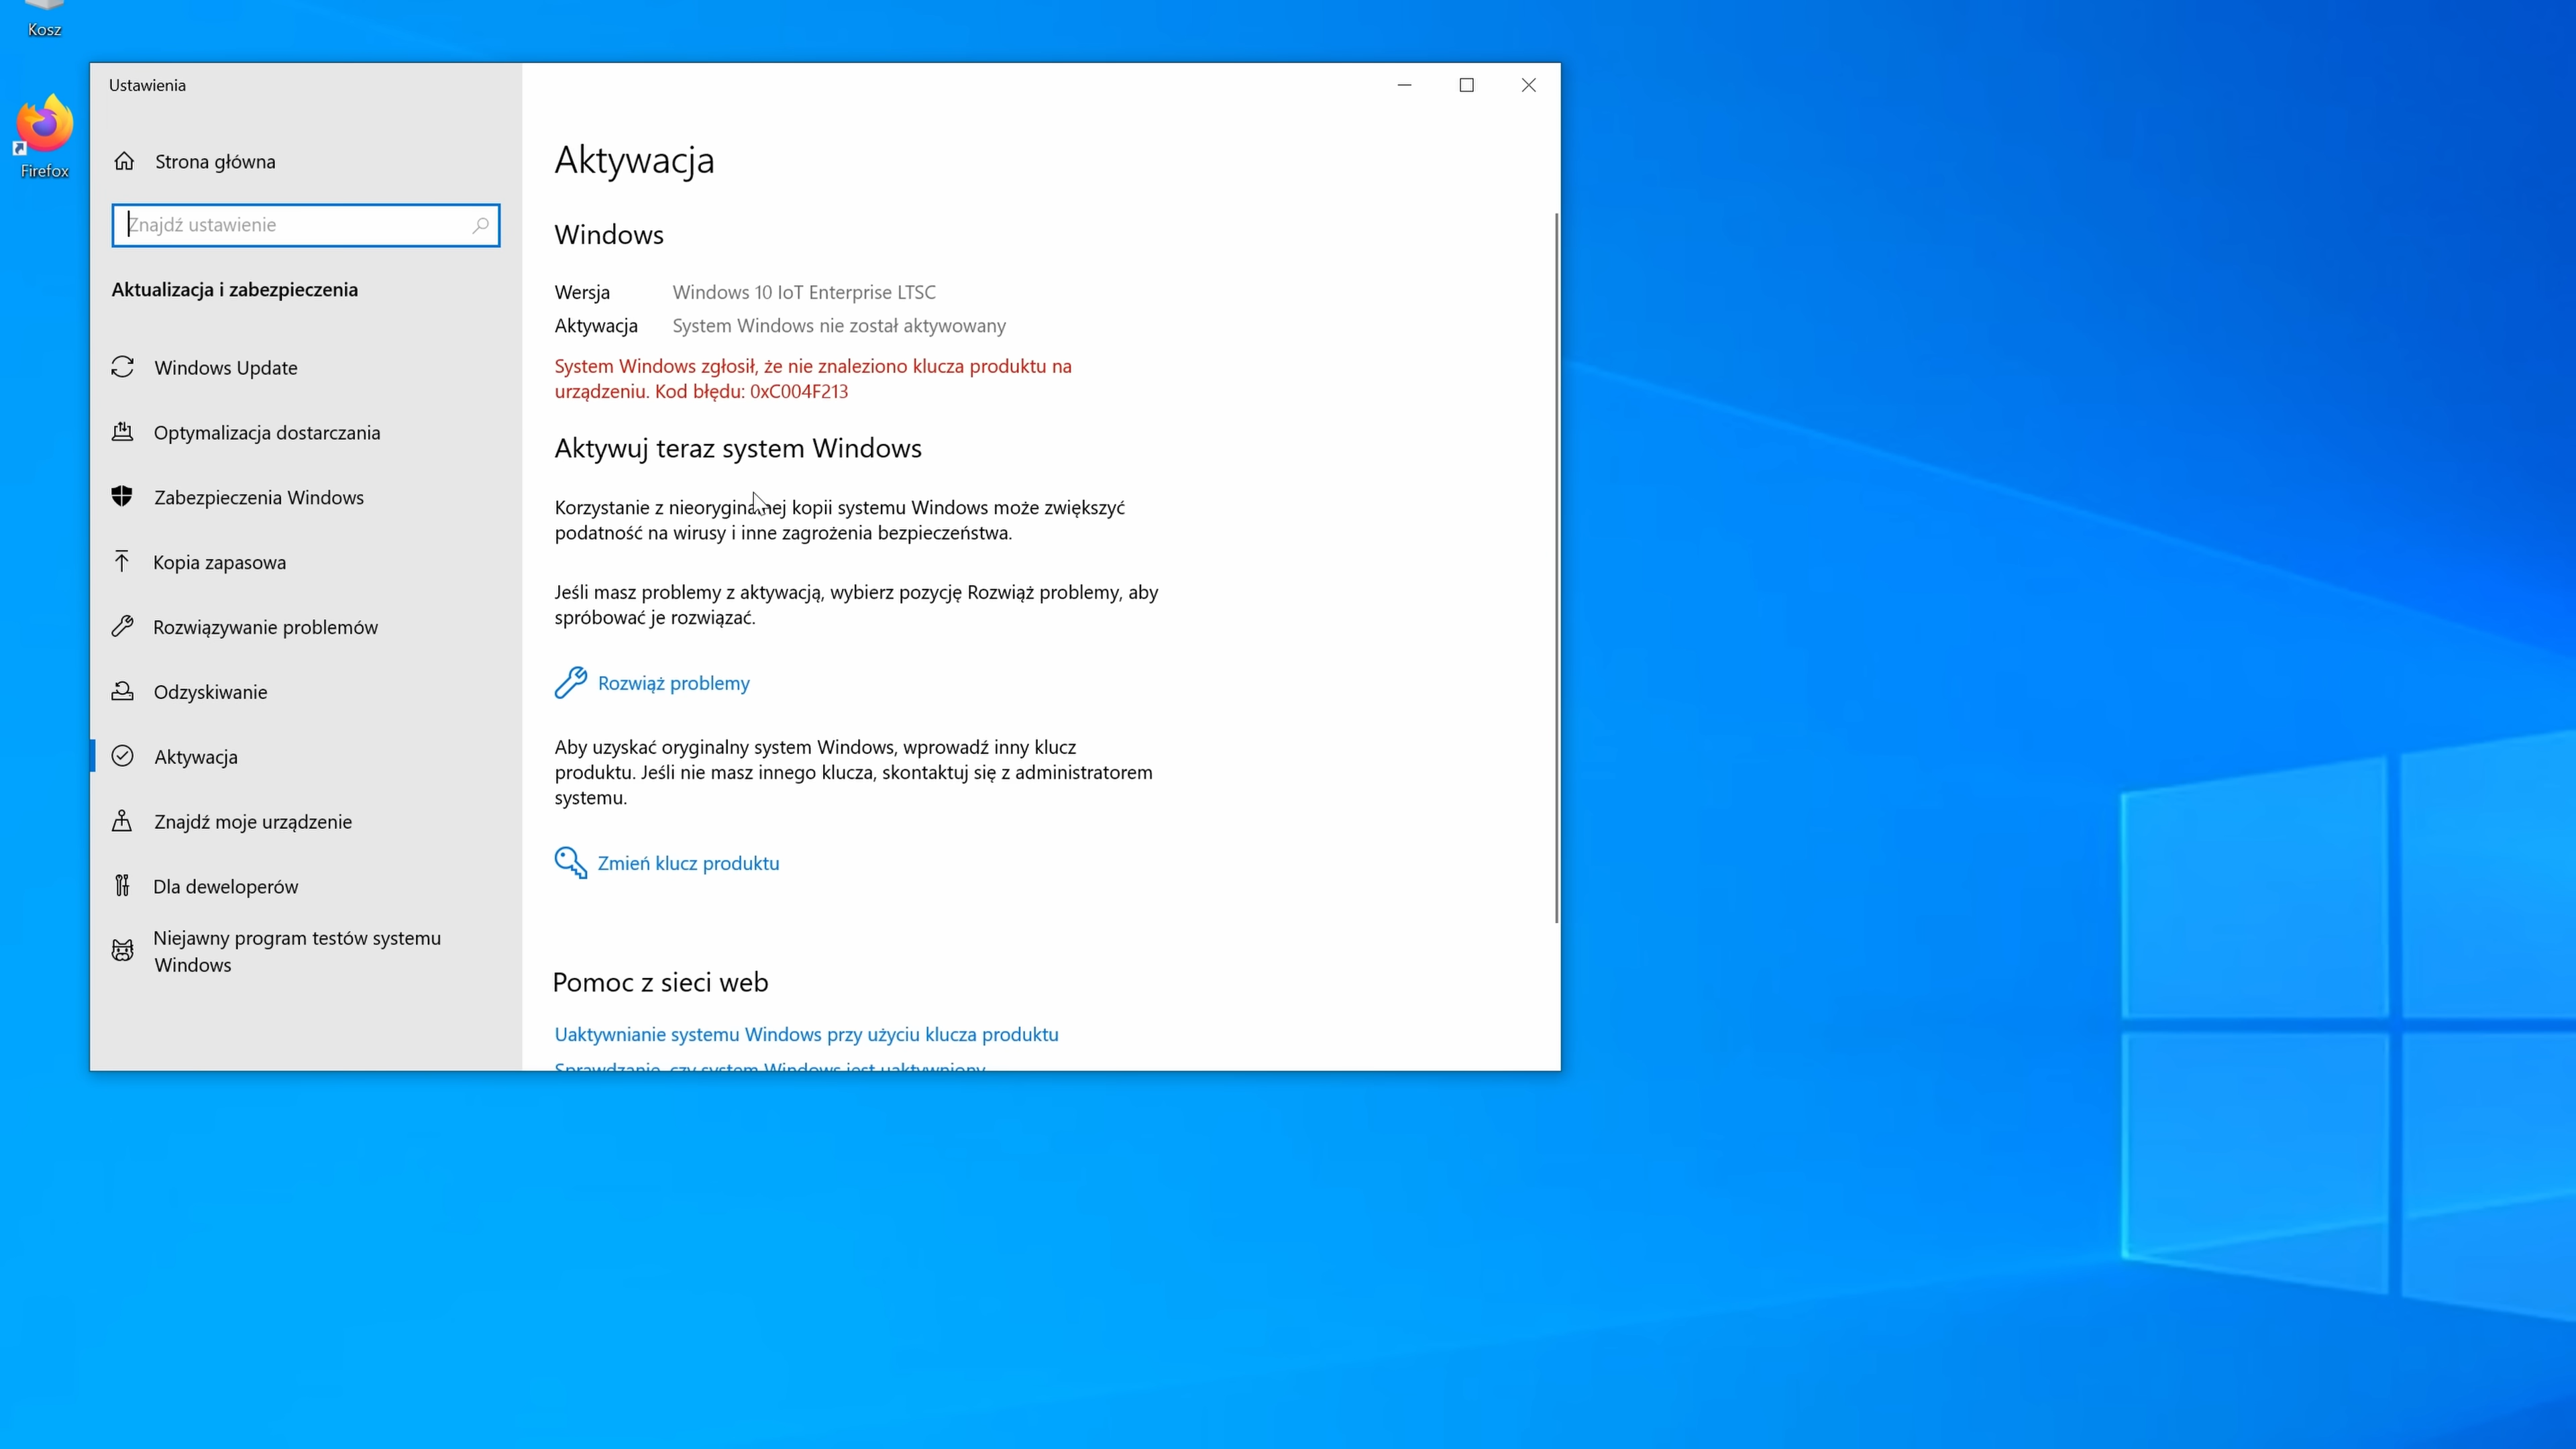 Kosz
Firefox
Ustawienia
Strona główna
Znajdź ustawienie
Aktualizacja i zabezpieczenia
Windows Update
Optymalizacja dostarczania
Zabezpieczenia Windows
Kopia zapasowa
Rozwiązywanie problemów
Odzyskiwanie
Aktywacja
Znajdź moje urządzenie
Dla deweloperów
Niejawny program testów systemu
Windows
Aktywacja
Windows
Wersja Windows 10 IoT Enterprise LTSC
Aktywacja System Windows nie został aktywowany
System Windows zgłosił, że nie znaleziono klucza produktu na
urządzeniu. Kod błędu: 0xC004F213
Aktywuj teraz system Windows
Korzystanie z nieoryginalnej kopii systemu Windows może zwiększyć
podatność na wirusy i inne zagrożenia bezpieczeństwa.
Jeśli masz problemy z aktywacją, wybierz pozycję Rozwiąż problemy, aby
spróbować je rozwiązać.
Rozwiąż problemy
Aby uzyskać oryginalny system Windows, wprowadź inny klucz
produktu. Jeśli nie masz innego klucza, skontaktuj się z administratorem
systemu.
Zmień klucz produktu
Pomoc z sieci web
Uaktywnianie systemu Windows przy użyciu klucza produktu
Sprawdzanie, czy system Windows jest uaktywniony